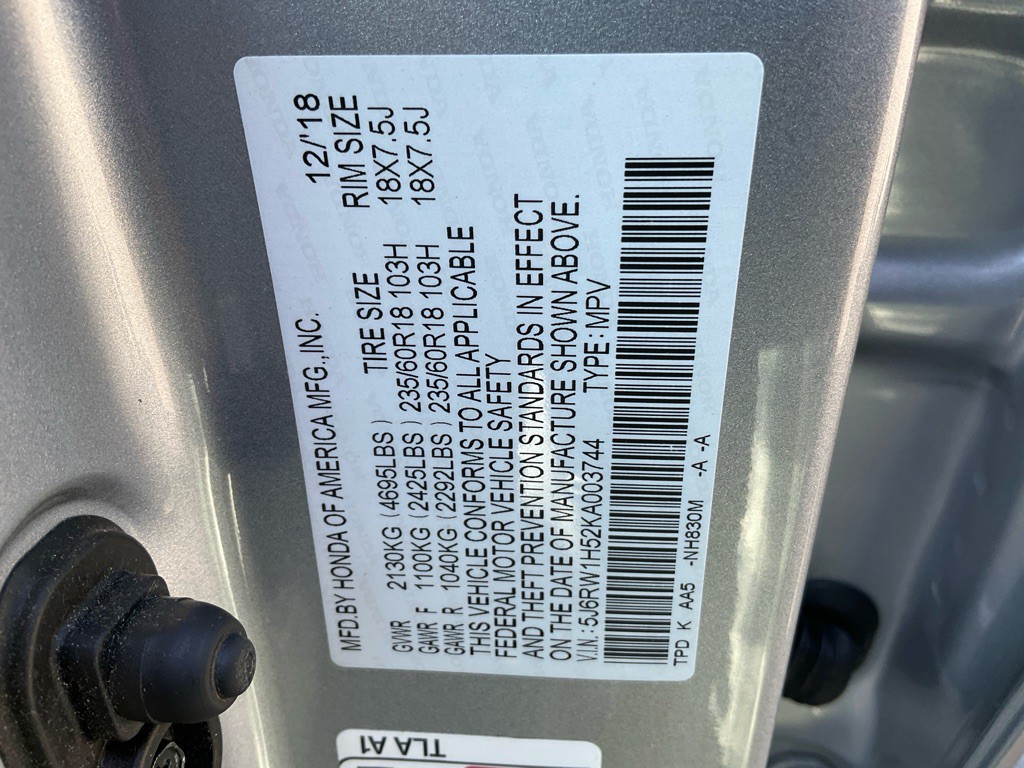 MFD.BY HONDA OF AMERICA MFG.,INC. 12/'18
TIRE SIZE RIM SIZE
GVWR 2130KG (4695LBS)
GAWR F 1100KG (2425LBS) 235/60R18 103H 18X7.5J
GAWR R 1040KG (2292LBS) 235/60R18 103H 18X7.5J
THIS VEHICLE CONFORMS TO ALL APPLICABLE
FEDERAL MOTOR VEHICLE SAFETY
AND THEFT PREVENTION STANDARDS IN EFFECT
ON THE DATE OF MANUFACTURE SHOWN ABOVE.
V.I.N.:5J6RW1H52KA003744 TYPE:MPV
TPD K AA5 -NH830M -A -A
TLA A1